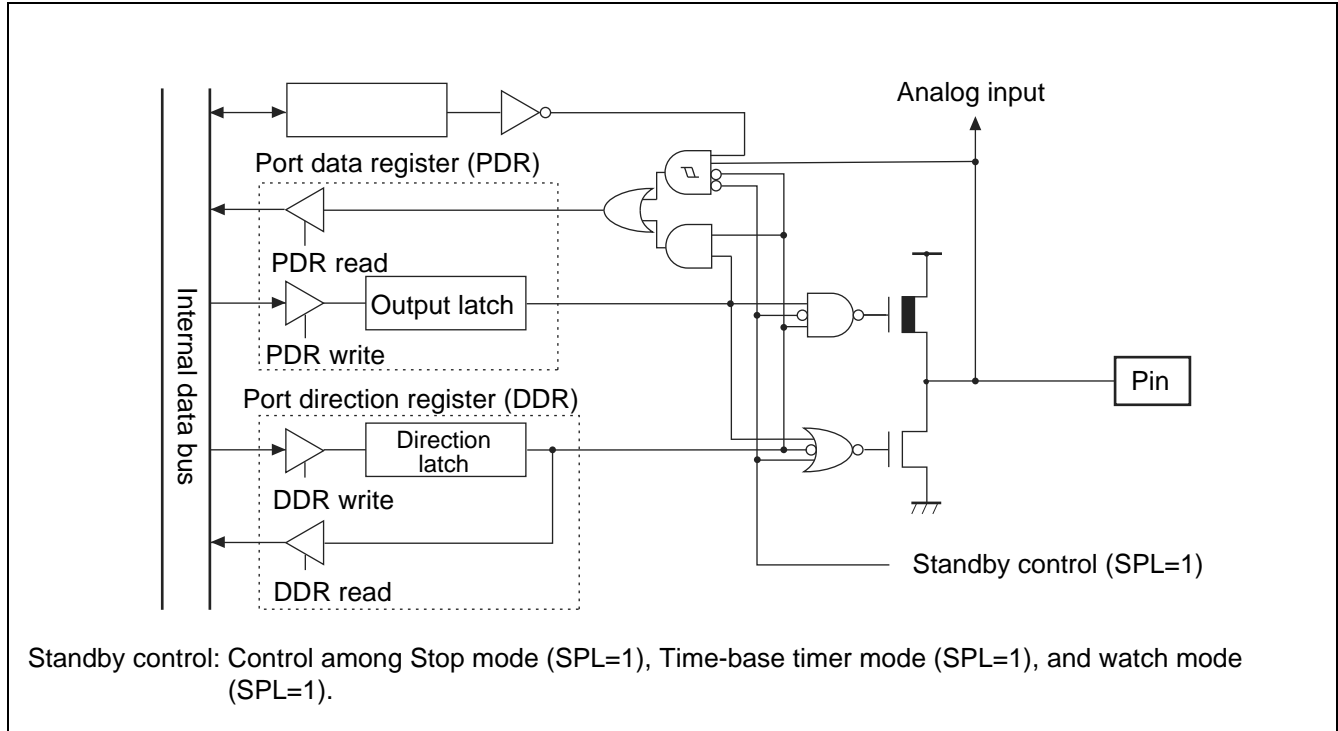 Analog input
Port data register (PDR)
PDR read
Output latch
PDR write
Internal data bus
Port direction register (DDR)
Direction
latch
DDR write
DDR read
Pin
Standby control (SPL=1)
Standby control: Control among Stop mode (SPL=1), Time-base timer mode (SPL=1), and watch mode
(SPL=1).